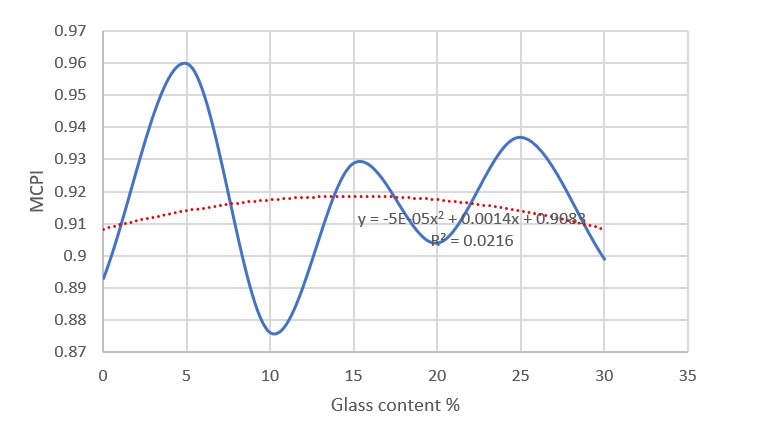 0.97
0.96
0.95
0.94
0.93
0.92
0.91
0.9
0.89
0.88
0.87
MCPI
y = -5E-05x² + 0.0014x + 0.9083
R² = 0.0216
0 5 10 15 20 25 30 35
Glass content %